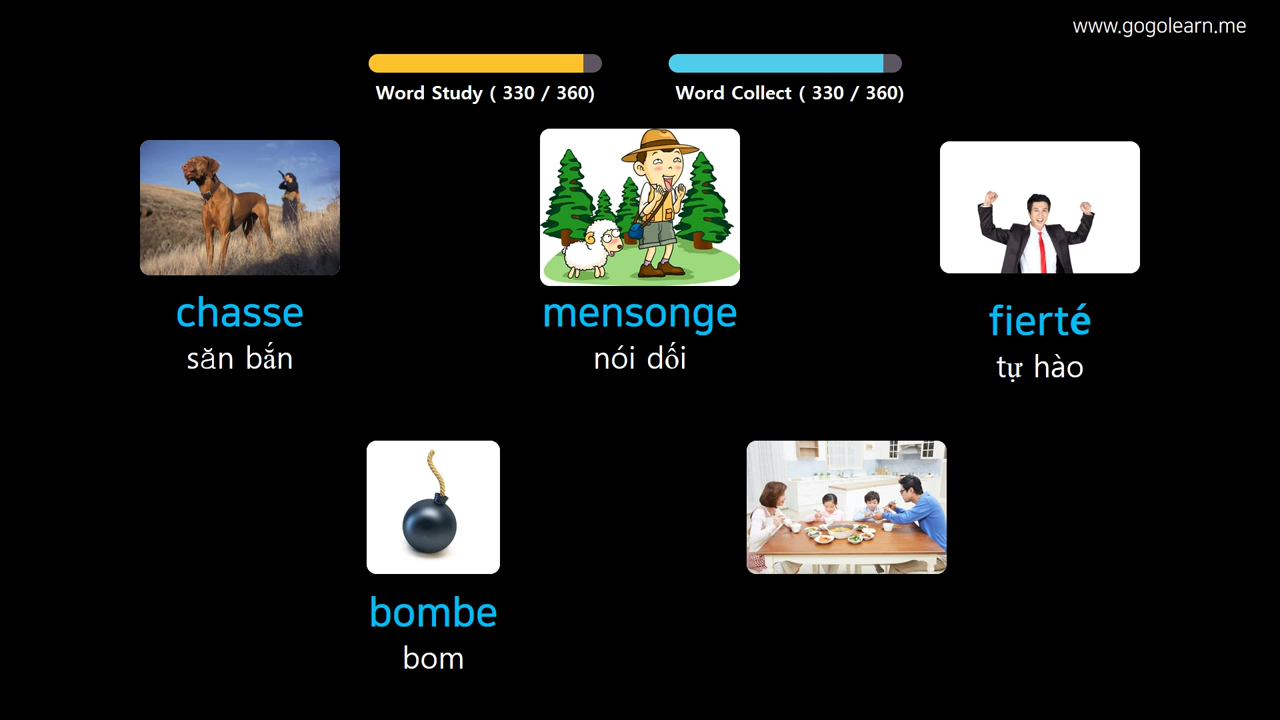 www.gogolearn.me
Word Study ( 330 / 360)
Word Collect ( 330 / 360)
chasse
săn bắn
mensonge
nói dối
fierté
tự hào
bombe
bom